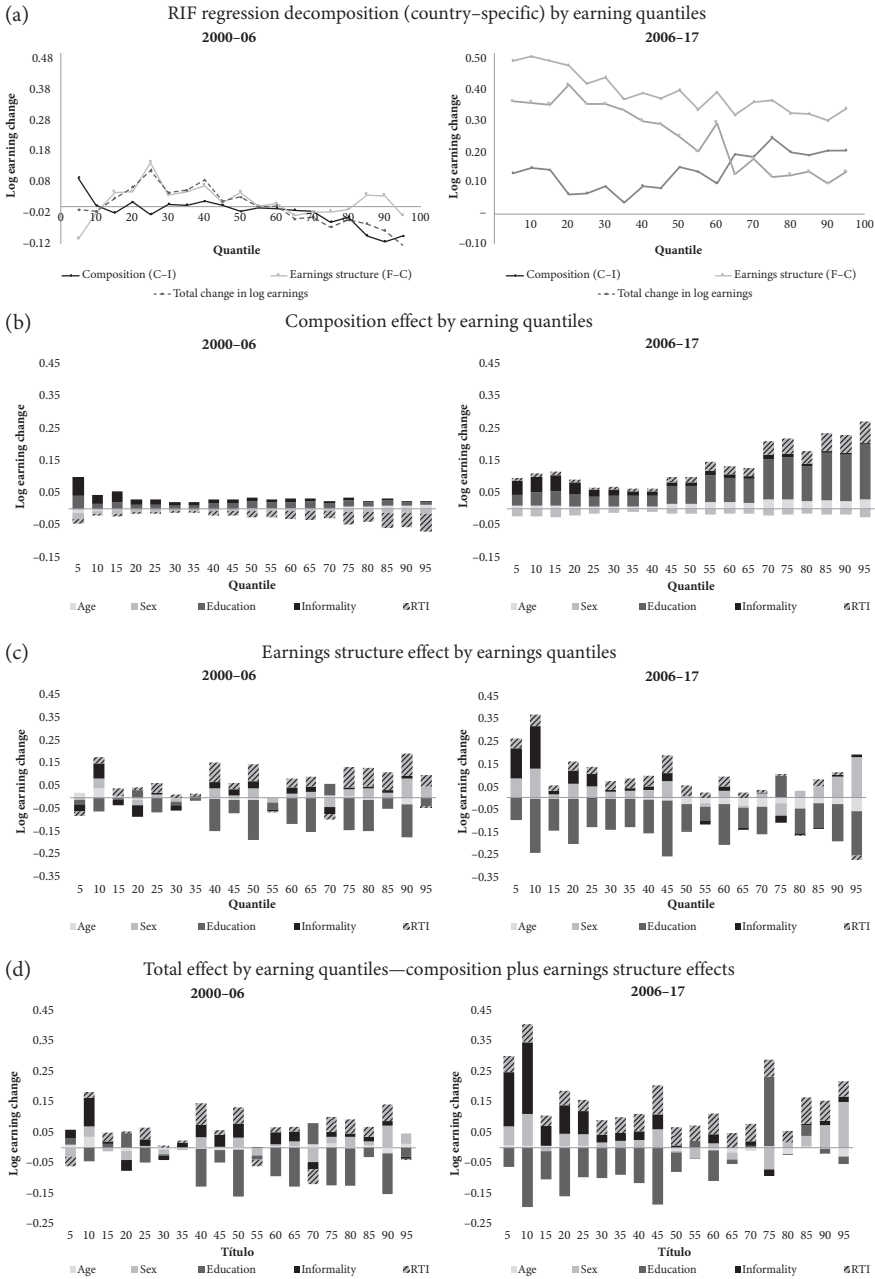 (a) RIF regression decomposition (country–specific) by earning quantiles
2000–06
2006–17
Log earning change
0.48
0.38
0.28
0.18
0.08
–0.02
–0.12
0 20 40 60 80 100
Quantile
Log earning change
0.50
0.40
0.30
0.20
0.10
–
–0.10
10 20 30 40 50 60 70 80 90 100
Quantile
Composition (C–I) Earnings structure (F–C)
Total change in log earnings
Composition (C–I) Earnings structure (F–C)
Total change in log earnings
(b) Composition effect by earning quantiles
2000–06
2006–17
Log earning change
0.45
0.35
0.25
0.15
0.05
–0.05
–0.15
5 10 15 20 25 30 35 40 45 50 55 60 65 70 75 80 85 90 95
Quantile
Age Sex Education Informality RTI
Log earning change
0.45
0.35
0.25
0.15
0.05
–0.05
–0.15
5 10 15 20 25 30 35 40 45 50 55 60 65 70 75 80 85 90 95
Quantile
Age Sex Education Informality RTI
(c) Earnings structure effect by earnings quantiles
2000–06
2006–17
Log earning change
0.45
0.35
0.25
0.15
0.05
–0.05
–0.15
–0.25
–0.35
5 10 15 20 25 30 35 40 45 50 55 60 65 70 75 80 85 90 95
Quantile
Age Sex Education Informality RTI
Log earning change
0.45
0.35
0.25
0.15
0.05
–0.05
–0.15
–0.25
–0.35
5 10 15 20 25 30 35 40 45 50 55 60 65 70 75 80 85 90 95
Quantile
Age Sex Education Informality RTI
(d) Total effect by earning quantiles—composition plus earnings structure effects
2000–06
2006–17
Log earning change
0.45
0.35
0.25
0.15
0.05
–0.05
–0.15
–0.25
5 10 15 20 25 30 35 40 45 50 55 60 65 70 75 80 85 90 95
Título
Age Sex Education Informality RTI
Log earning change
0.45
0.35
0.25
0.15
0.05
–0.05
–0.15
–0.25
5 10 15 20 25 30 35 40 45 50 55 60 65 70 75 80 85 90 95
Título
Age Sex Education Informality RTI